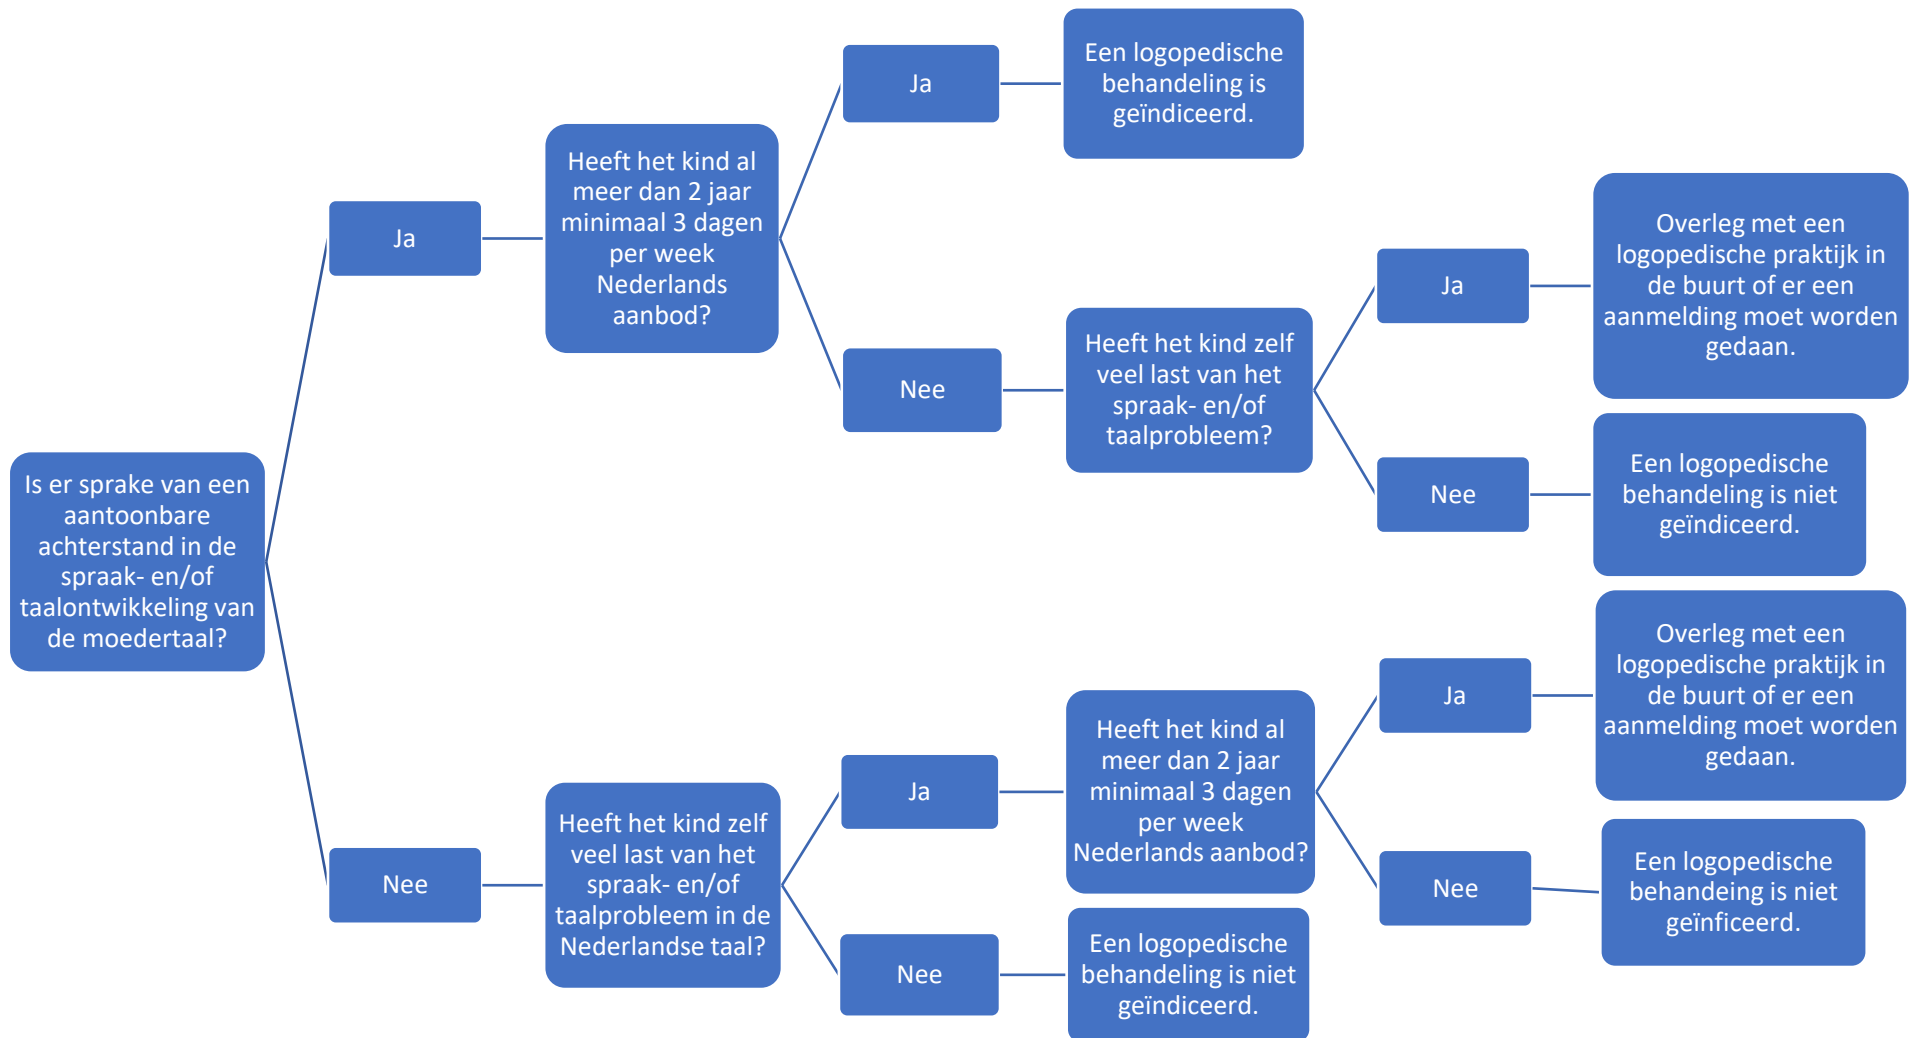 Is er sprake van een
aantoonbare
achterstand in de
spraak- en/of
taalontwikkeling van
de moedertaal?
Ja
Heeft het kind al
meer dan 2 jaar
minimaal 3 dagen
per week
Nederlands
aanbod?
Ja
Een logopedische
behandeling is
geïndiceerd.
Nee
Heeft het kind zelf
veel last van het
spraak- en/of
taalprobleem?
Ja
Overleg met een
logopedische praktijk in
de buurt of er een
aanmelding moet worden
gedaan.
Nee
Een logopedische
behandeling is niet
geïndiceerd.
Nee
Heeft het kind zelf
veel last van het
spraak- en/of
taalprobleem in de
Nederlandse taal?
Ja
Heeft het kind al
meer dan 2 jaar
minimaal 3 dagen
per week
Nederlands aanbod?
Ja
Overleg met een
logopedische praktijk in
de buurt of er een
aanmelding moet worden
gedaan.
Nee
Een logopedische
behandeing is niet
geïnficeerd.
Nee
Een logopedische
behandeling is niet
geïndiceerd.